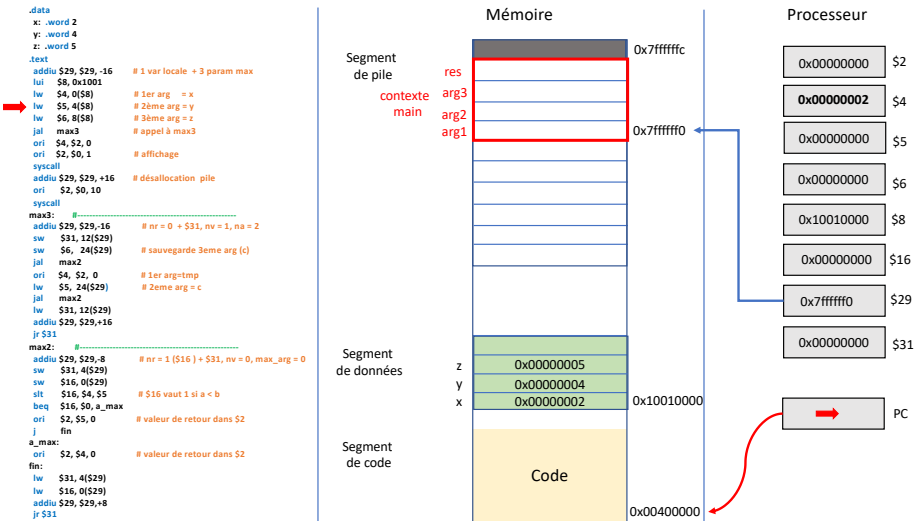 .data
x: .word 2
y: .word 4
z: .word 5
.text
addiu $29, $29, -16 # 1 var locale + 3 param max
lui $8, 0x1001
lw $4, 0($8) # 1er arg = x
lw $5, 4($8) # 2ème arg = y
lw $6, 8($8) # 3ème arg = z
jal max3 # appel à max3
ori $4, $2, 0
ori $2, $0, 1 # affichage
syscall
addiu $29, $29, +16 # désallocation pile
ori $2, $0, 10
syscall
max3: #-----------------------------------------------------
addiu $29, $29,-16 # nr = 0 + $31, nv = 1, na = 2
sw $31, 12($29)
sw $6, 24($29) # sauvegarde 3eme arg (c)
jal max2
ori $4, $2, 0 # 1er arg=tmp
lw $5, 24($29) # 2eme arg = c
jal max2
lw $31, 12($29)
addiu $29, $29,+16
jr $31
max2: #-----------------------------------------------------
addiu $29, $29,-8 # nr = 1 ($16 ) + $31, nv = 0, max_arg = 0
sw $31, 4($29)
sw $16, 0($29)
slt $16, $4, $5 # $16 vaut 1 si a < b
beq $16, $0, a_max
ori $2, $5, 0 # valeur de retour dans $2
j fin
a_max:
ori $2, $4, 0 # valeur de retour dans $2
fin:
lw $31, 4($29)
lw $16, 0($29)
addiu $29, $29,+8
jr $31
Mémoire
Segment
de pile
0x7ffffffc
res
arg3
contexte
main
arg2
arg1
0x7ffffff0
Segment
de données
z 0x00000005
y 0x00000004
x 0x00000002 0x10010000
Segment
de code
Code
0x00400000
Processeur
0x00000000 $2
0x00000002 $4
0x00000000 $5
0x00000000 $6
0x10010000 $8
0x00000000 $16
0x7ffffff0 $29
0x00000000 $31
PC